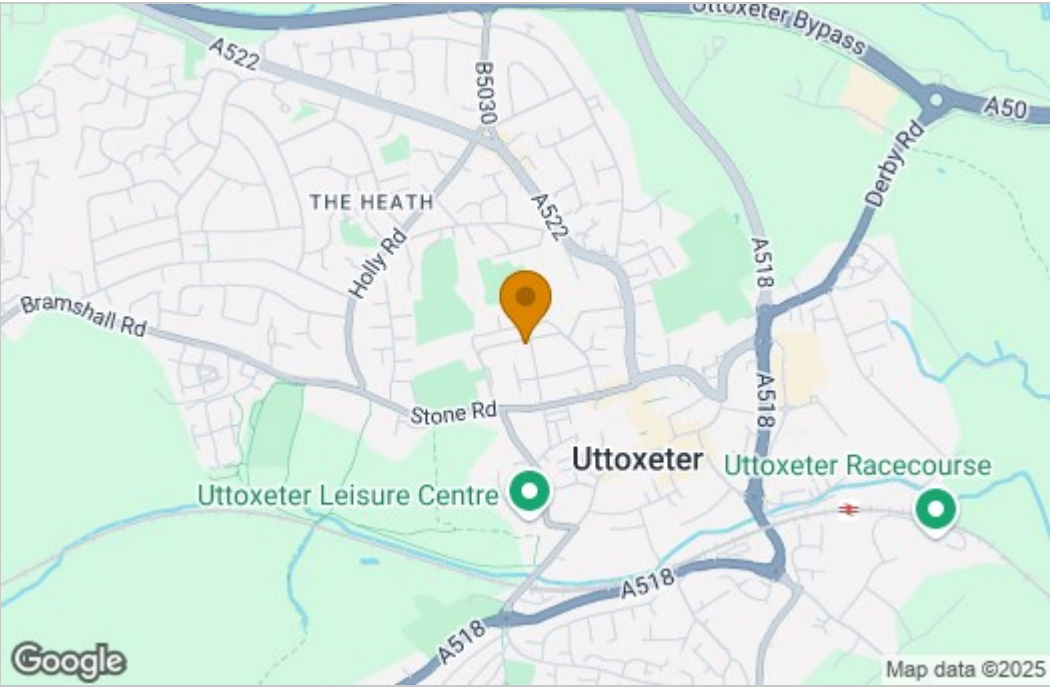 Uttoxeter Bypass
A522
B5030
A50
Derby Rd
THE HEATH
A522
Holly Rd
A518
Bramshall Rd
A518
Stone Rd
Uttoxeter
Uttoxeter Racecourse
Uttoxeter Leisure Centre
A518
A518
Google
Map data ©2025